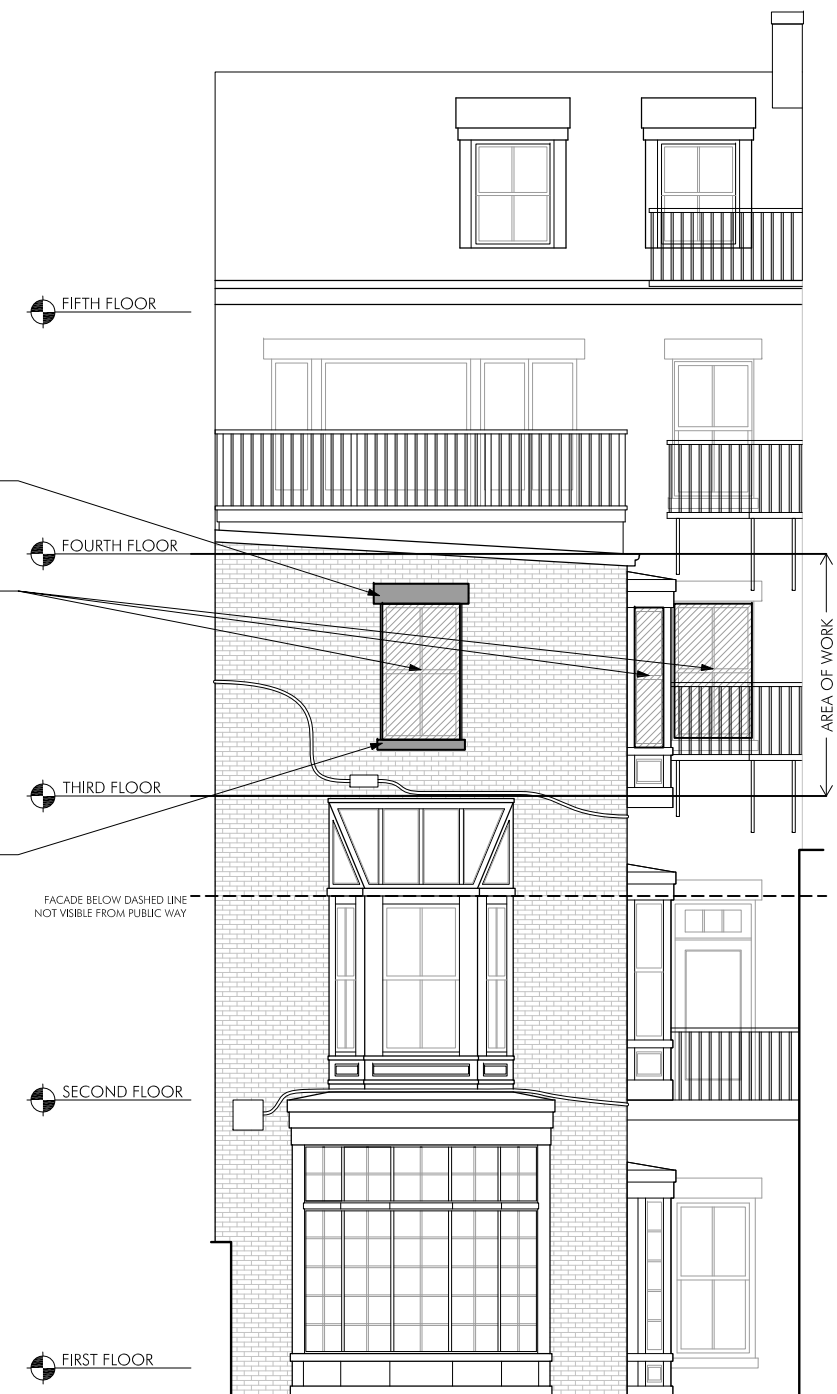 FIFTH FLOOR
FOURTH FLOOR
AREA OF WORK
THIRD FLOOR
FACADE BELOW DASHED LINE
NOT VISIBLE FROM PUBLIC WAY
SECOND FLOOR
FIRST FLOOR